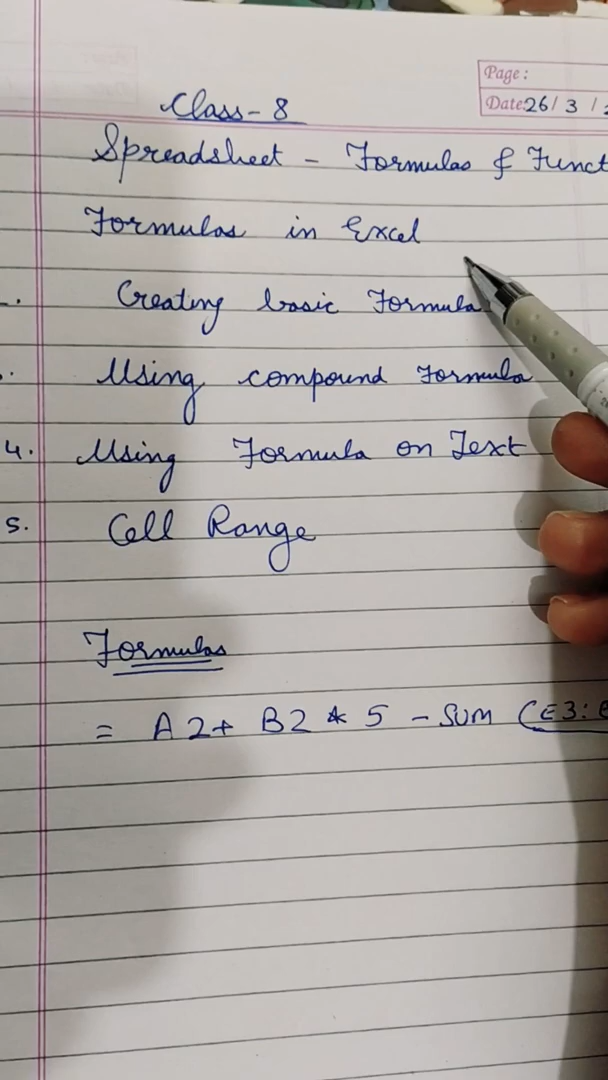 Page:
Date: 26/3/
Class-8
Spreadsheet - Formulas & Funct
Formulas in Excel
Creating basic Formula
Using compound Formula
4. Using Formula on Text
5. Cell Range
Formulas
= A2+ B2 * 5 - SUM (E3: